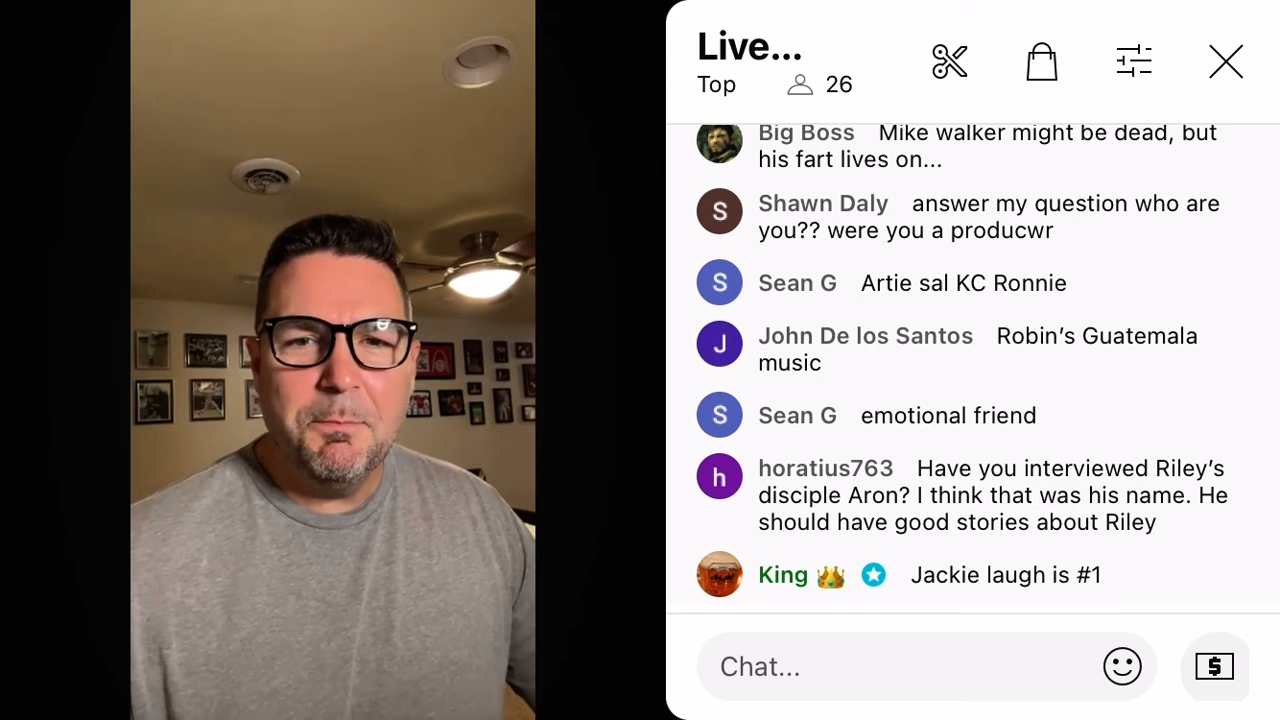 Live...
Top 26
Big Boss Mike walker might be dead, but
his fart lives on...
S Shawn Daly answer my question who are
you?? were you a producwr
S Sean G Artie sal KC Ronnie
J John De los Santos Robin's Guatemala
music
S Sean G emotional friend
h horatius763 Have you interviewed Riley's
disciple Aron? I think that was his name. He
should have good stories about Riley
King 👑 Jackie laugh is #1
Chat... $